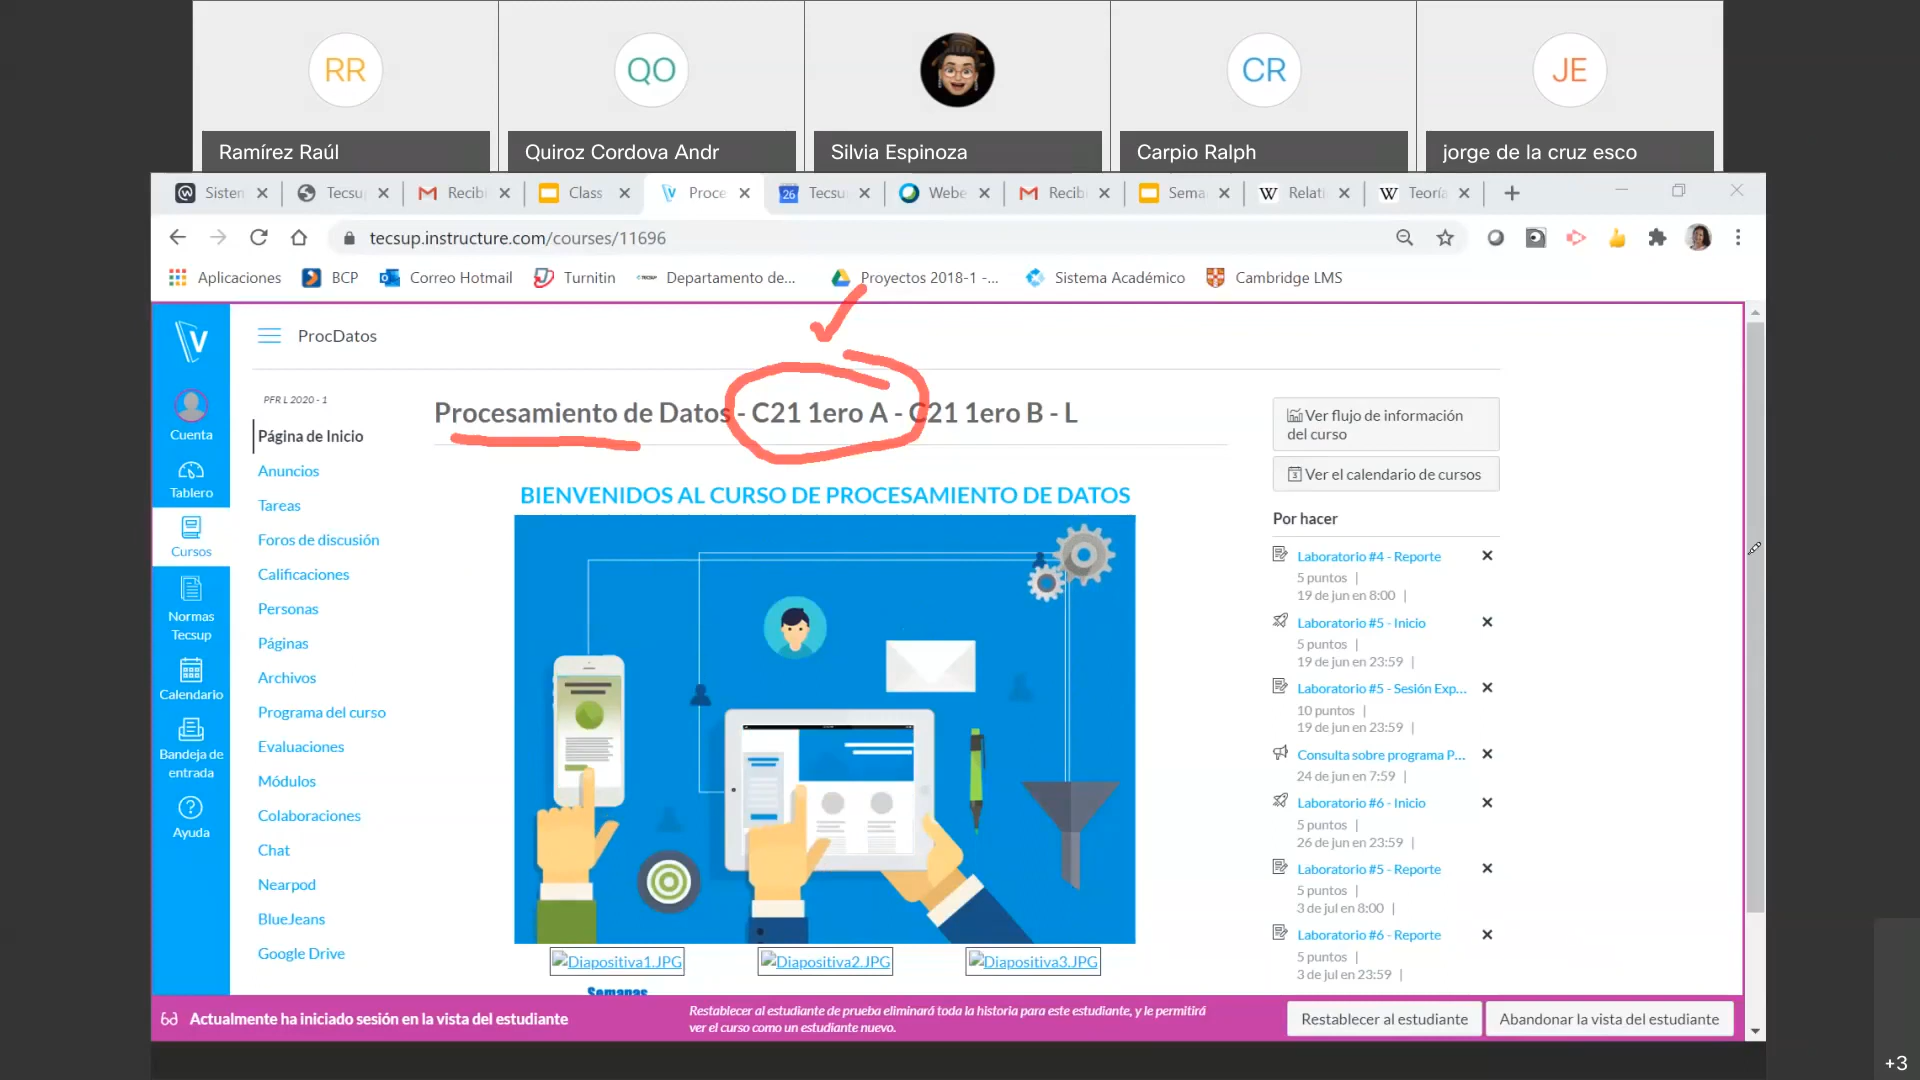 RR
QO
CR
JE
Ramírez Raúl
Quiroz Cordova Andr
Silvia Espinoza
Carpio Ralph
jorge de la cruz esco
Sisten
Tecsu
Recibi
Class
Proce
26
Tecsu
Webe
Recib
Sema
W
Relati
W
Teoría
tecsup.instructure.com/courses/11696
Aplicaciones
BCP
Correo Hotmail
Turnitin
Departamento de...
Proyectos 2018-1 -...
Sistema Académico
Cambridge LMS
ProcDatos
PFR L 2020 - 1
Cuenta
Tablero
Cursos
Normas
Tecsup
Calendario
Bandeja de
entrada
Ayuda
Página de Inicio
Anuncios
Tareas
Foros de discusión
Calificaciones
Personas
Páginas
Archivos
Programa del curso
Evaluaciones
Módulos
Colaboraciones
Chat
Nearpod
BlueJeans
Google Drive
Procesamiento de Datos - C21 1ero A - C21 1ero B - L
BIENVENIDOS AL CURSO DE PROCESAMIENTO DE DATOS
Diapositiva1.JPG
Diapositiva2.JPG
Diapositiva3.JPG
Semanas
Ver flujo de información
del curso
Ver el calendario de cursos
Por hacer
Laboratorio #4 - Reporte
5 puntos |
19 de jun en 8:00 |
Laboratorio #5 - Inicio
5 puntos |
19 de jun en 23:59 |
Laboratorio #5 - Sesión Exp...
10 puntos |
19 de jun en 23:59 |
Consulta sobre programa P...
24 de jun en 7:59 |
Laboratorio #6 - Inicio
5 puntos |
26 de jun en 23:59 |
Laboratorio #5 - Reporte
5 puntos |
3 de jul en 8:00 |
Laboratorio #6 - Reporte
5 puntos |
3 de jul en 23:59 |
Actualmente ha iniciado sesión en la vista del estudiante
Restablecer al estudiante de prueba eliminará toda la historia para este estudiante, y le permitirá
ver el curso como un estudiante nuevo.
Restablecer al estudiante
Abandonar la vista del estudiante
+3